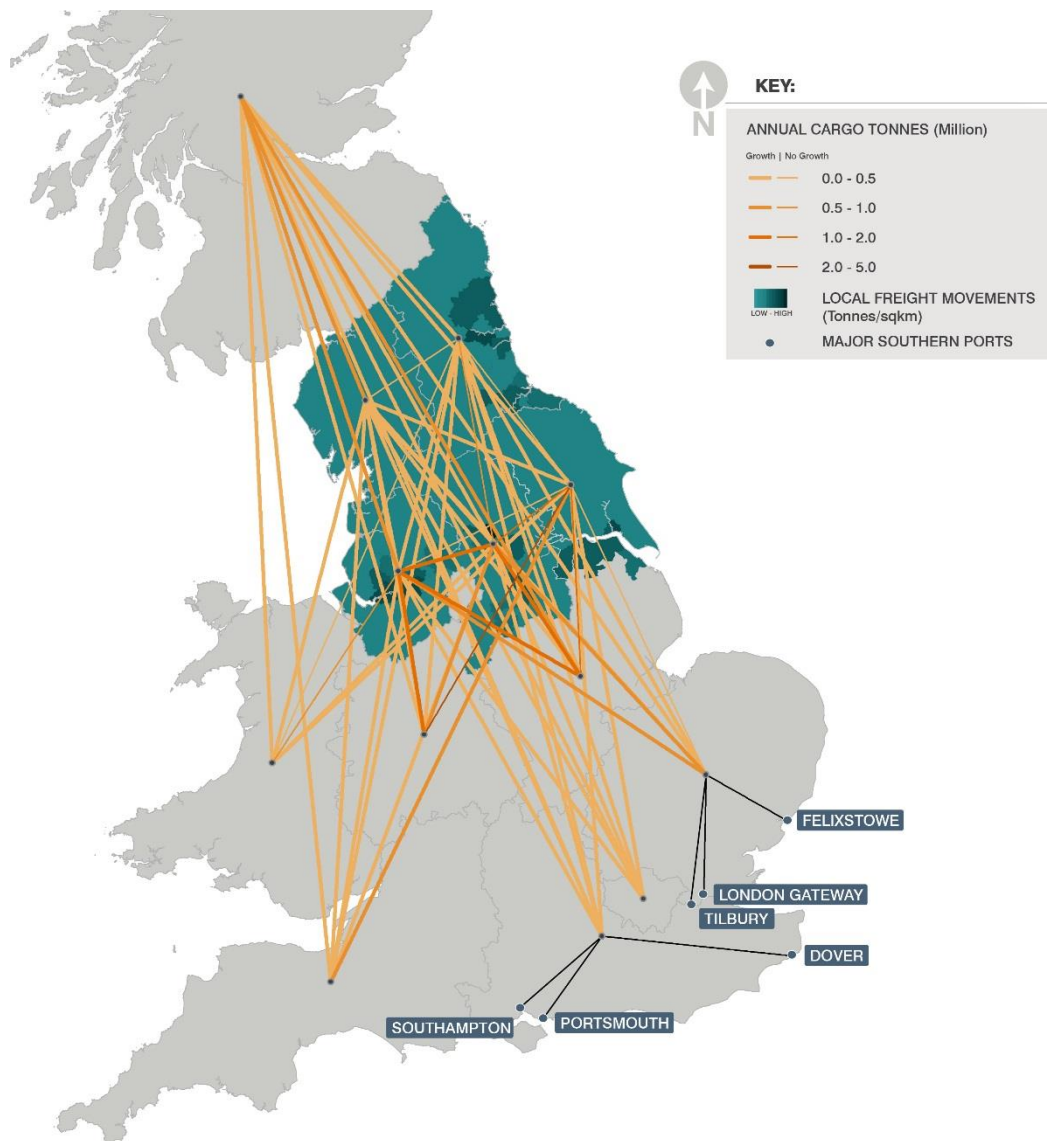 KEY:
N
ANNUAL CARGO TONNES (Million)
Growth | No Growth
0.0 - 0.5
0.5 - 1.0
1.0 - 2.0
2.0 - 5.0
LOCAL FREIGHT MOVEMENTS
LOW - HIGH
(Tonnes/sqkm)
MAJOR SOUTHERN PORTS
FELIXSTOWE
LONDON GATEWAY
TILBURY
DOVER
PORTSMOUTH
SOUTHAMPTON